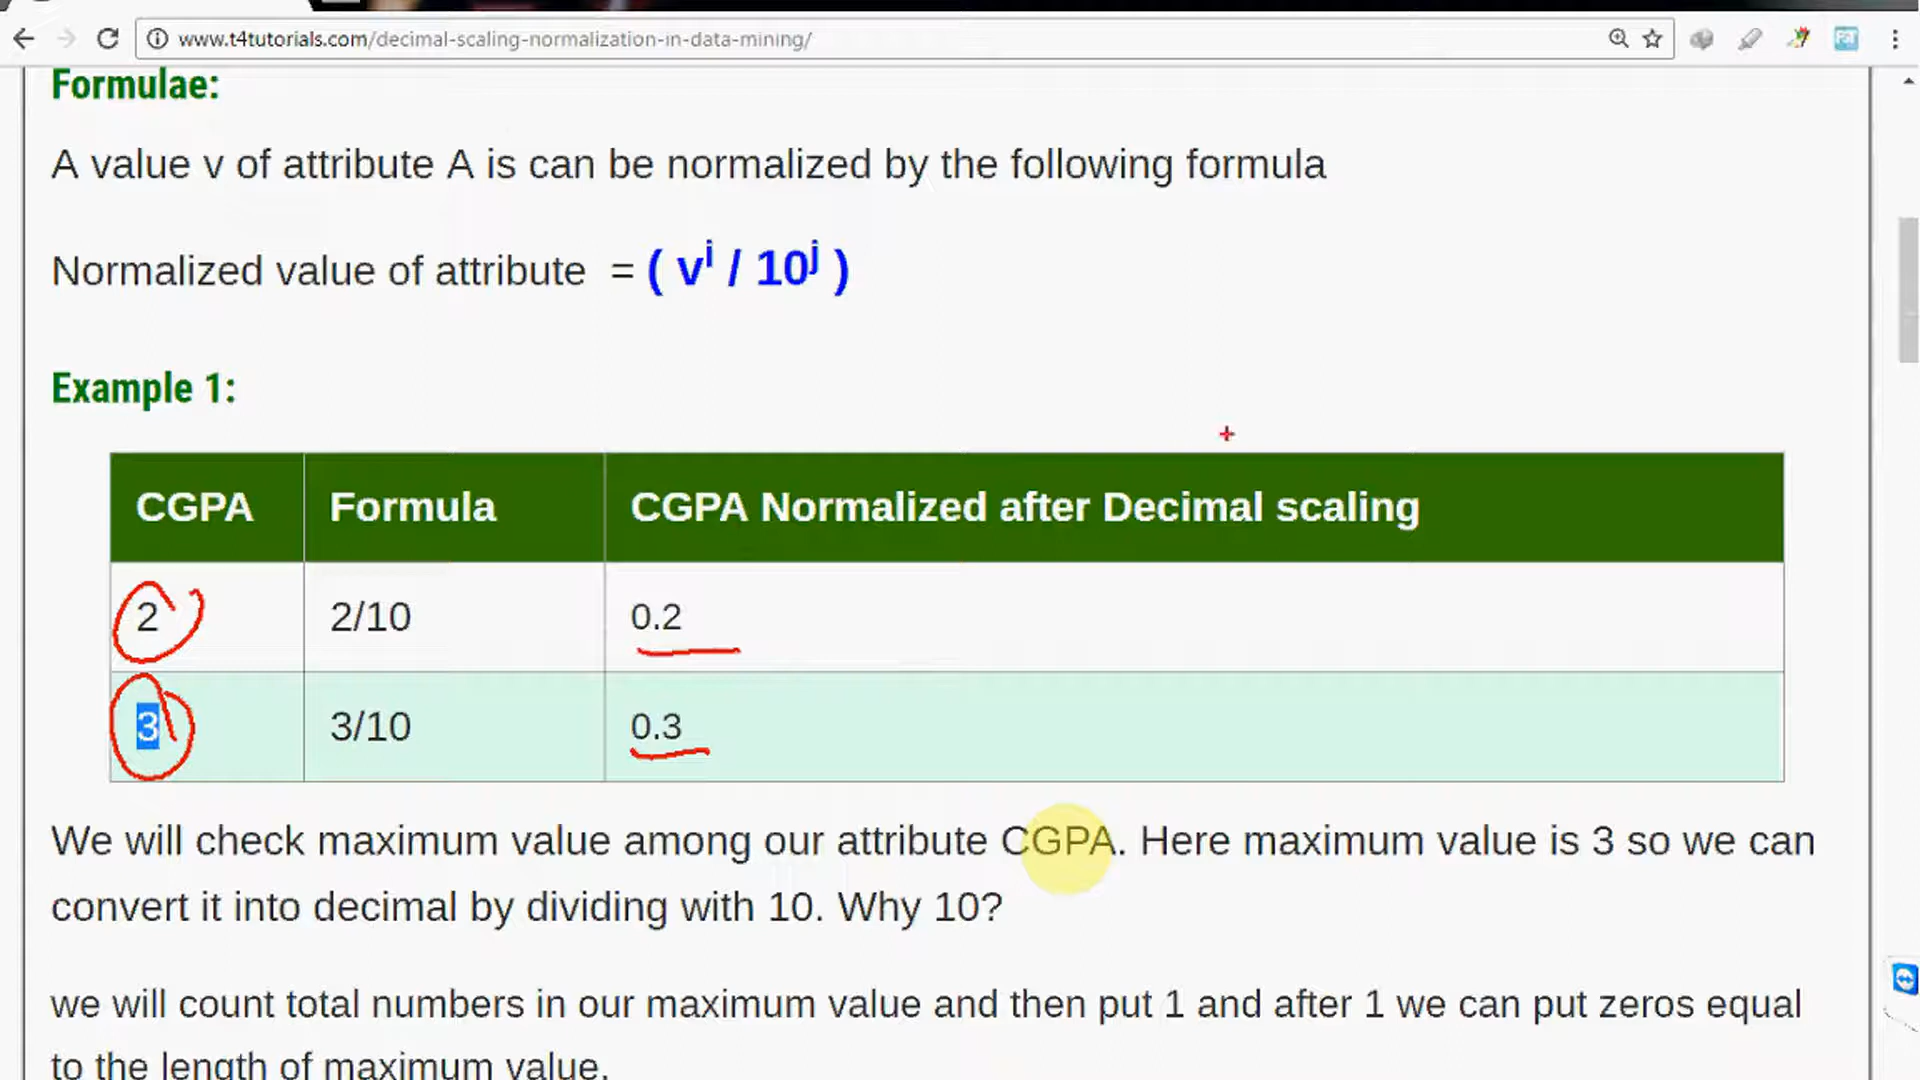 www.t4tutorials.com/decimal-scaling-normalization-in-data-mining/
Formulae:
A value v of attribute A is can be normalized by the following formula
Normalized value of attribute = ( vⁱ / 10ʲ )
Example 1:
CGPA Formula CGPA Normalized after Decimal scaling
2 2/10 0.2
3 3/10 0.3
We will check maximum value among our attribute CGPA. Here maximum value is 3 so we can
convert it into decimal by dividing with 10. Why 10?
we will count total numbers in our maximum value and then put 1 and after 1 we can put zeros equal
to the length of maximum value.